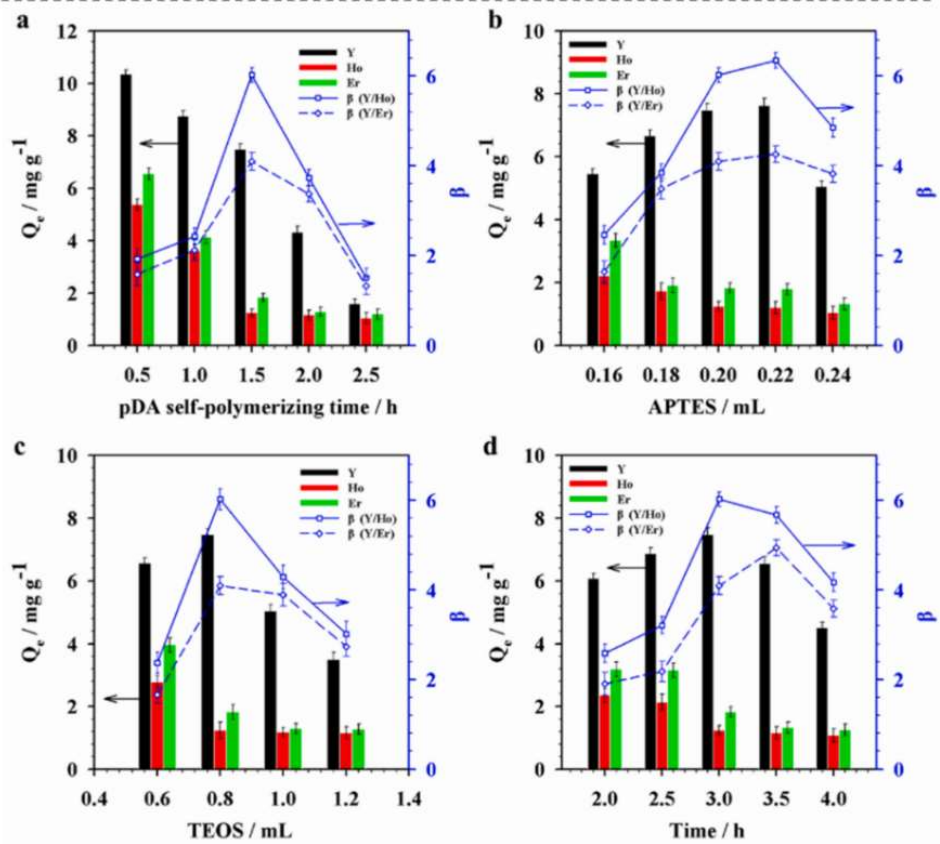 a
12
10
8
6
4
2
0
Qe / mg g-1
Y
Ho
Er
β (Y/Ho)
β (Y/Er)
6
4
2
0
β
0.5 1.0 1.5 2.0 2.5
pDA self-polymerizing time / h
b
10
8
6
4
2
0
Qe / mg g-1
Y
Ho
Er
β (Y/Ho)
β (Y/Er)
6
4
2
0
β
0.16 0.18 0.20 0.22 0.24
APTES / mL
c
10
8
6
4
2
0
Qe / mg g-1
Y
Ho
Er
β (Y/Ho)
β (Y/Er)
6
4
2
0
β
0.4 0.6 0.8 1.0 1.2 1.4
TEOS / mL
d
10
8
6
4
2
0
Qe / mg g-1
Y
Ho
Er
β (Y/Ho)
β (Y/Er)
6
4
2
0
β
2.0 2.5 3.0 3.5 4.0
Time / h